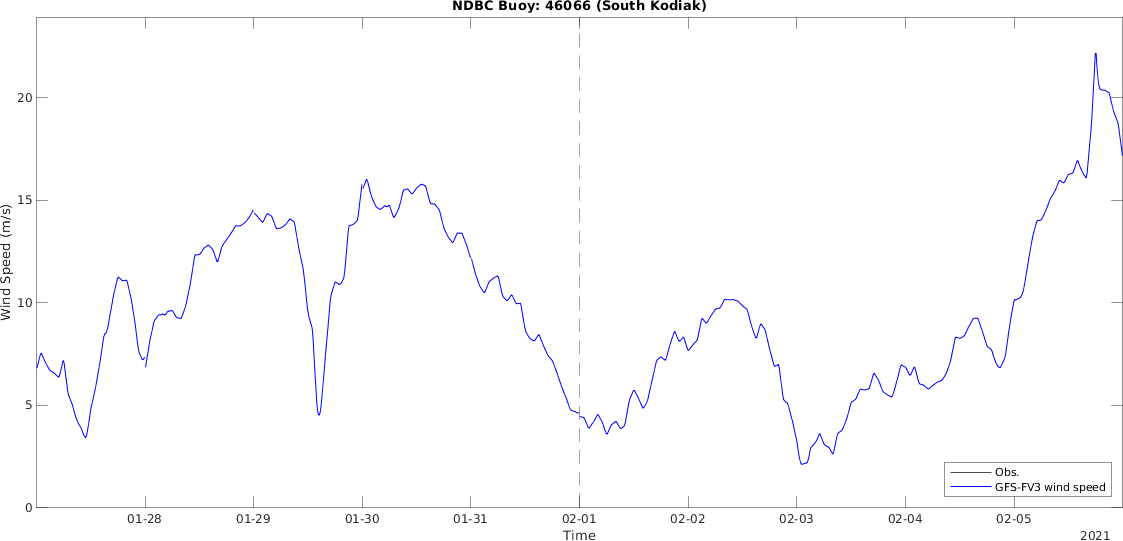 NDBC Buoy: 46066 (South Kodiak)
Wind Speed (m/s)
20
15
10
5
0
Obs.
GFS-FV3 wind speed
01-28 01-29 01-30 01-31 02-01 02-02 02-03 02-04 02-05
Time
2021